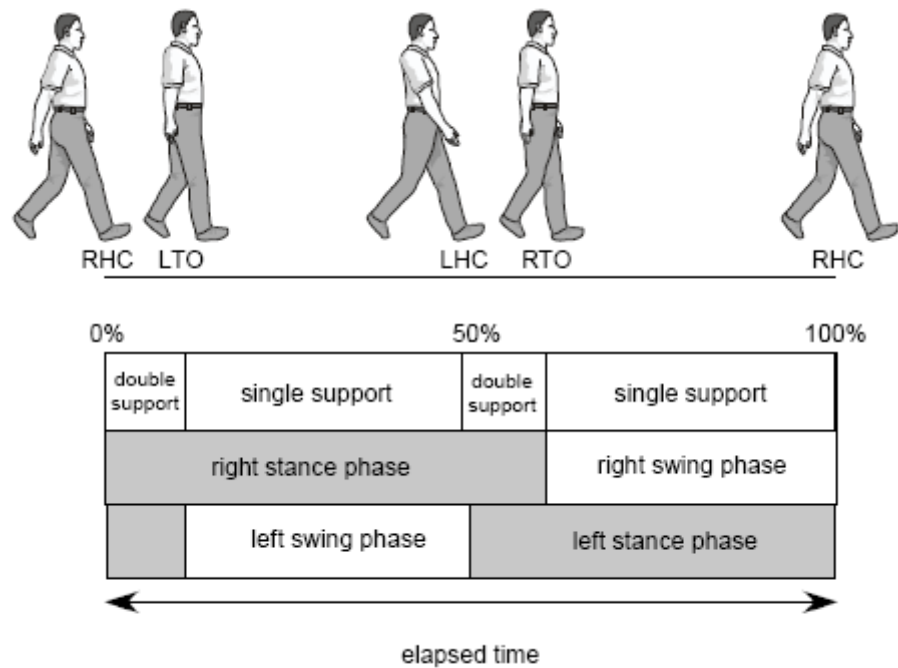 RHC LTO LHC RTO RHC
0% 50% 100%
double
support
single support
double
support
single support
right stance phase right swing phase
left swing phase left stance phase
elapsed time